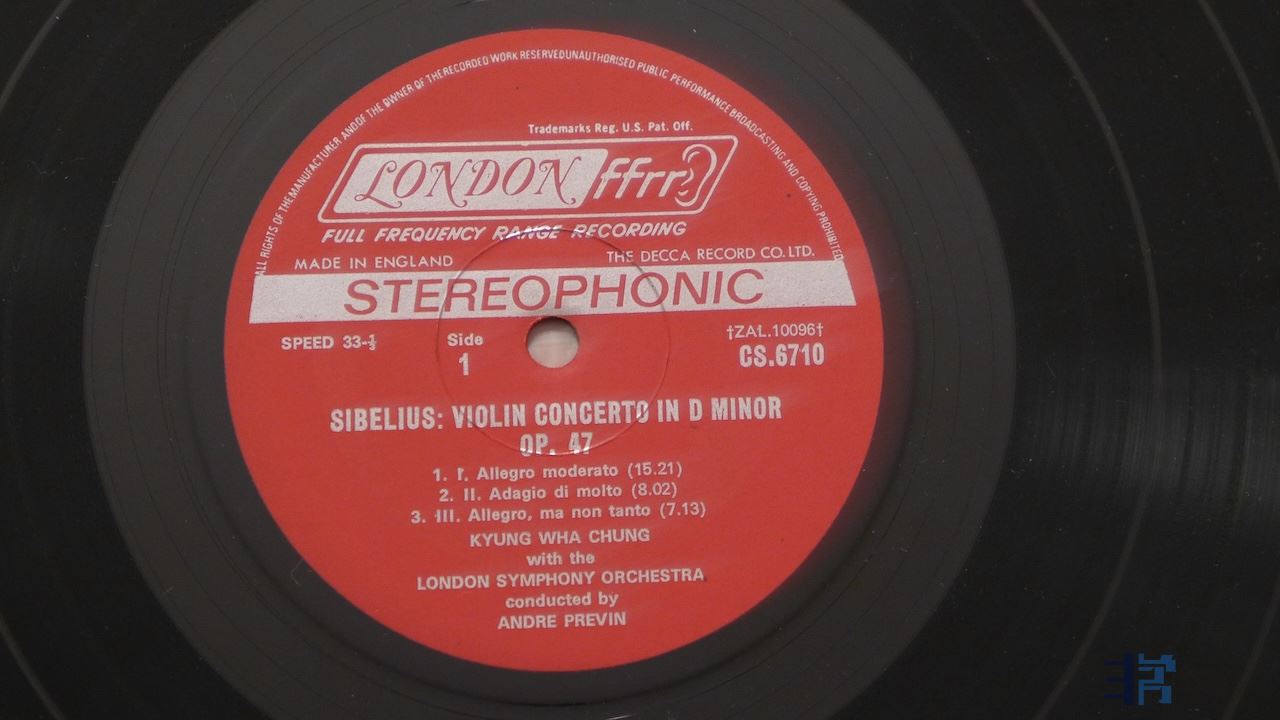 ALL RIGHTS OF THE MANUFACTURER AND OF THE OWNER OF THE RECORDED WORK RESERVED UNAUTHORISED PUBLIC PERFORMANCE BROADCASTING AND COPYING PROHIBITED
Trademarks Reg. U.S. Pat. Off.
LONDON ffrr
FULL FREQUENCY RANGE RECORDING
MADE IN ENGLAND THE DECCA RECORD CO. LTD.
STEREOPHONIC
SPEED 33-⅓ Side 1 †ZAL.10096†
CS.6710
SIBELIUS: VIOLIN CONCERTO IN D MINOR
OP. 47
1. I. Allegro moderato (15.21)
2. II. Adagio di molto (8.02)
3. III. Allegro, ma non tanto (7.13)
KYUNG WHA CHUNG
with the
LONDON SYMPHONY ORCHESTRA
conducted by
ANDRE PREVIN